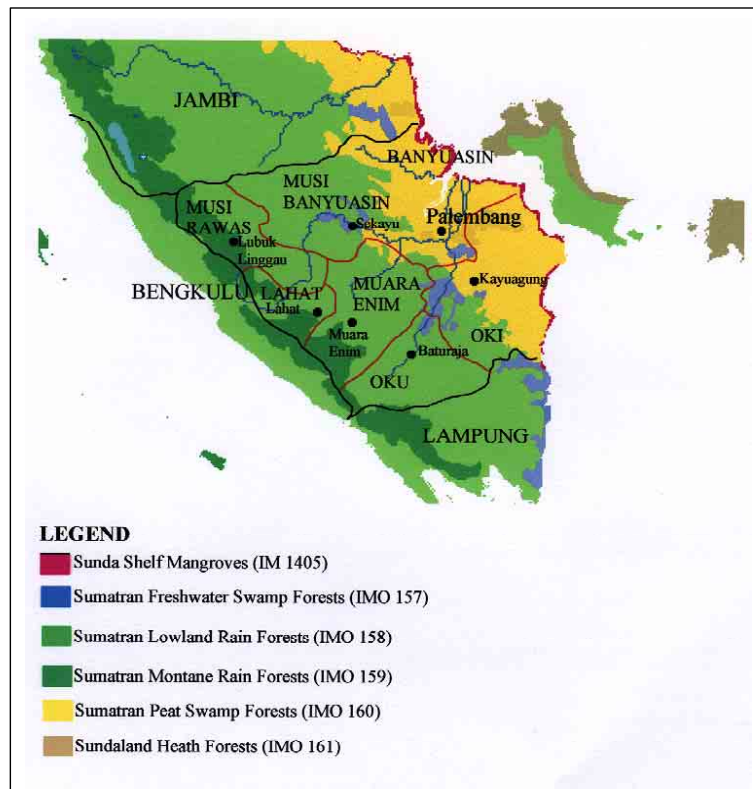 JAMBI
BANYUASIN
MUSI
BANYUASIN
MUSI
RAWAS
Sekayu
Palembang
Lubuk
Linggau
BENGKULU
LAHAT
Lahat
MUARA
ENIM
Kayuagung
Muara
Enim
OKI
Baturaja
OKU
LAMPUNG
LEGEND
Sunda Shelf Mangroves (IM 1405)
Sumatran Freshwater Swamp Forests (IMO 157)
Sumatran Lowland Rain Forests (IMO 158)
Sumatran Montane Rain Forests (IMO 159)
Sumatran Peat Swamp Forests (IMO 160)
Sundaland Heath Forests (IMO 161)